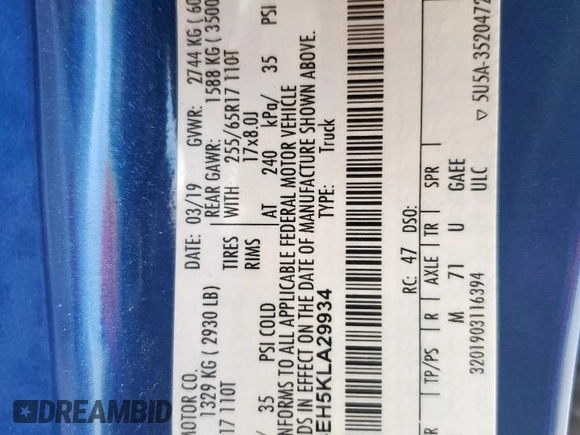 DATE: 03/19 GVWR: 2744 KG ( 60
MOTOR CO.
1329 KG ( 2930 LB) REAR GAWR: 1588 KG ( 3500
17 110T TIRES WITH 255/65R17 110T
RIMS 17x8.0J
/ 35 PSI COLD AT 240 kPa/ 35 PSI
NFORMS TO ALL APPLICABLE FEDERAL MOTOR VEHICLE
DS IN EFFECT ON THE DATE OF MANUFACTURE SHOWN ABOVE.
EH5KLA29934 TYPE: Truck
RC: 47 DSO:
R TP/PS R AXLE TR SPR
M 71 U GAEE
3201903116394 ULC
▽ 5U5A-3520472
AUTOBIDCAR